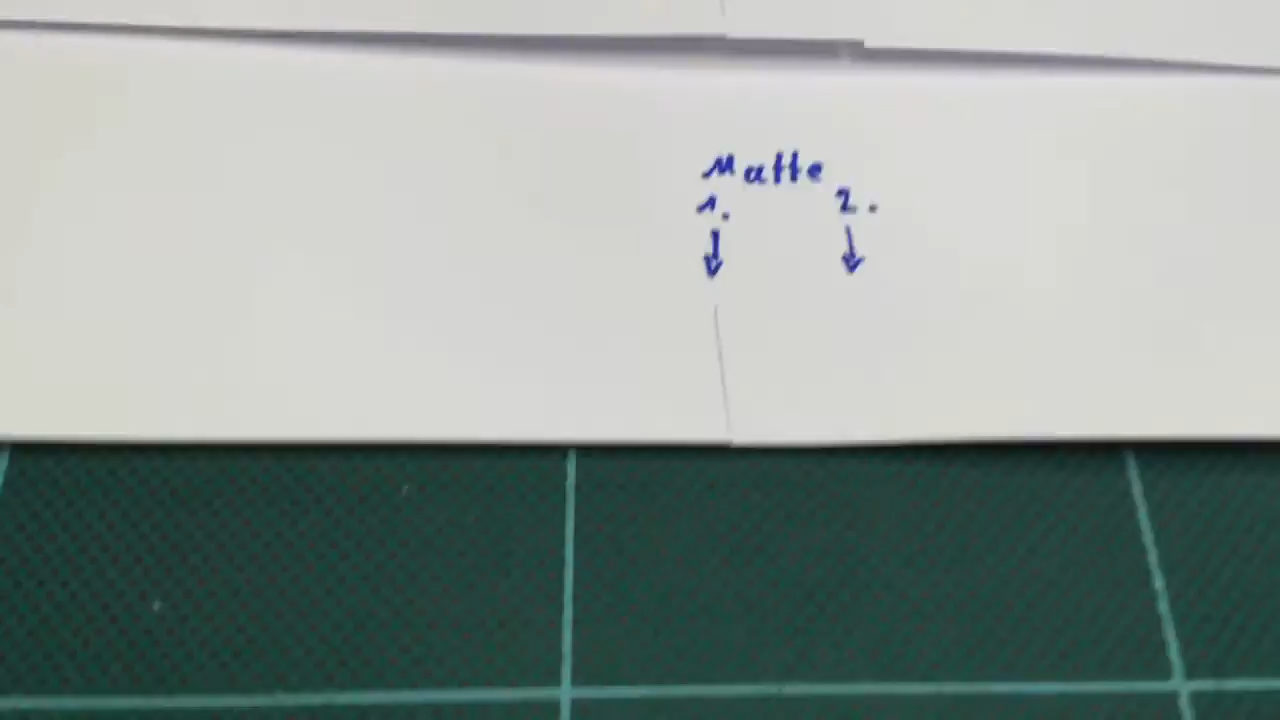 Matte
1. 2.
↓ ↓